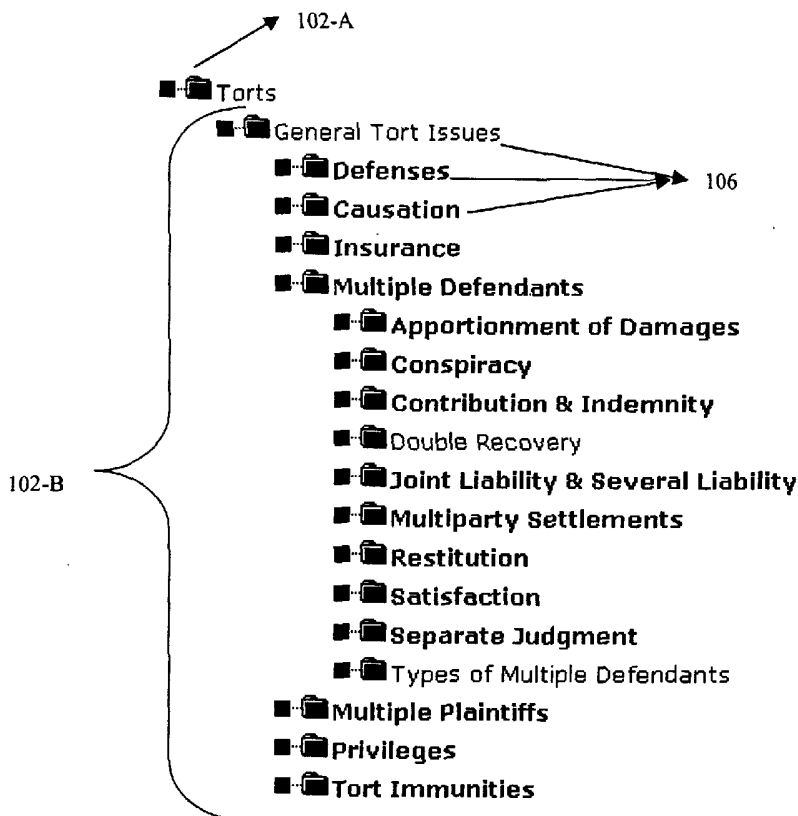 102-A
Torts
General Tort Issues
Defenses
106
Causation
Insurance
Multiple Defendants
Apportionment of Damages
Conspiracy
Contribution & Indemnity
Double Recovery
102-B
Joint Liability & Several Liability
Multiparty Settlements
Restitution
Satisfaction
Separate Judgment
Types of Multiple Defendants
Multiple Plaintiffs
Privileges
Tort Immunities